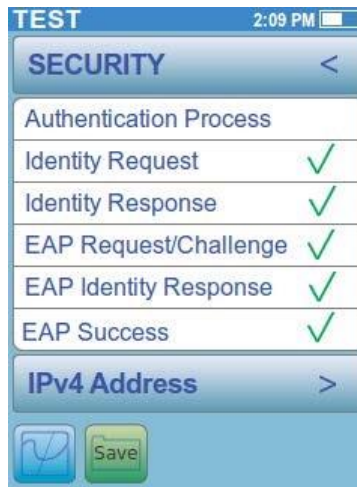 TEST 2:09 PM
SECURITY <
Authentication Process
Identity Request
Identity Response
EAP Request/Challenge
EAP Identity Response
EAP Success
IPv4 Address >
Save